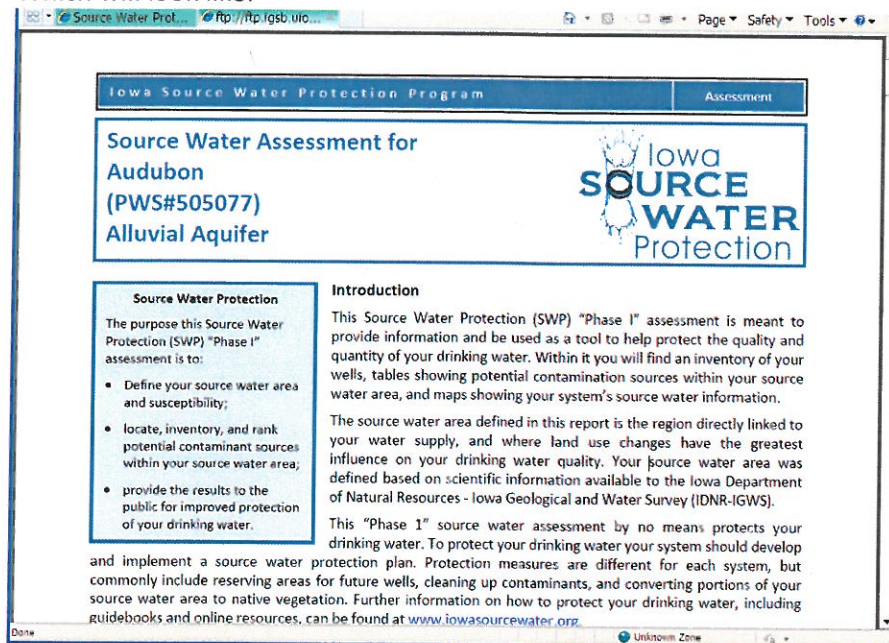 Source Water Prot...
ftp://ftp.igsb.uio...
Page
Safety
Tools
Iowa Source Water Protection Program
Assessment
Source Water Assessment for
Audubon
(PWS#505077)
Alluvial Aquifer
Iowa
SOURCE
WATER
Protection
Source Water Protection
The purpose this Source Water
Protection (SWP) "Phase I"
assessment is to:
• Define your source water area
and susceptibility;
• locate, inventory, and rank
potential contaminant sources
within your source water area;
• provide the results to the
public for improved protection
of your drinking water.
Introduction
This Source Water Protection (SWP) "Phase I" assessment is meant to
provide information and be used as a tool to help protect the quality and
quantity of your drinking water. Within it you will find an inventory of your
wells, tables showing potential contamination sources within your source
water area, and maps showing your system's source water information.
The source water area defined in this report is the region directly linked to
your water supply, and where land use changes have the greatest
influence on your drinking water quality. Your source water area was
defined based on scientific information available to the Iowa Department
of Natural Resources - Iowa Geological and Water Survey (IDNR-IGWS).
This "Phase 1" source water assessment by no means protects your
drinking water. To protect your drinking water your system should develop
and implement a source water protection plan. Protection measures are different for each system, but
commonly include reserving areas for future wells, cleaning up contaminants, and converting portions of your
source water area to native vegetation. Further information on how to protect your drinking water, including
guidebooks and online resources, can be found at www.iowasourcewater.org.
Done
Unknown Zone